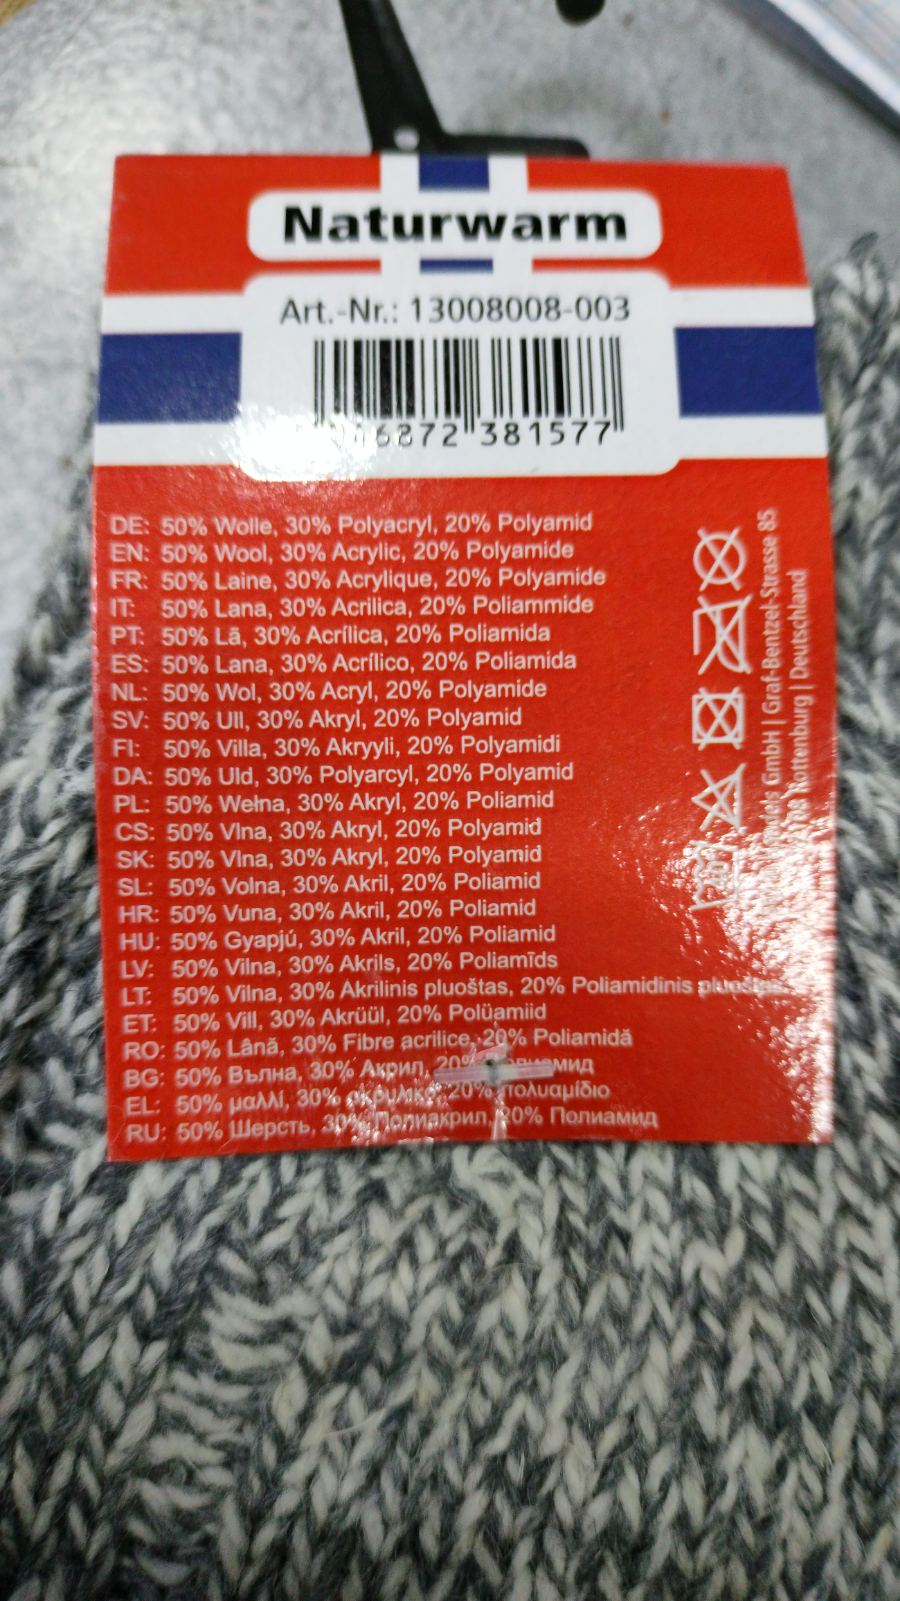 Naturwarm
Art.-Nr.: 13008008-003
6872 381577
DE: 50% Wolle, 30% Polyacryl, 20% Polyamid
EN: 50% Wool, 30% Acrylic, 20% Polyamide
FR: 50% Laine, 30% Acrylique, 20% Polyamide
IT: 50% Lana, 30% Acrilica, 20% Poliammide
PT: 50% Lã, 30% Acrílica, 20% Poliamida
ES: 50% Lana, 30% Acrílico, 20% Poliamida
NL: 50% Wol, 30% Acryl, 20% Polyamide
SV: 50% Ull, 30% Akryl, 20% Polyamid
FI: 50% Villa, 30% Akryyli, 20% Polyamidi
DA: 50% Uld, 30% Polyarcyl, 20% Polyamid
PL: 50% Wełna, 30% Akryl, 20% Poliamid
CS: 50% Vlna, 30% Akryl, 20% Polyamid
SK: 50% Vlna, 30% Akryl, 20% Polyamid
SL: 50% Volna, 30% Akril, 20% Poliamid
HR: 50% Vuna, 30% Akril, 20% Poliamid
HU: 50% Gyapjú, 30% Akril, 20% Poliamid
LV: 50% Vilna, 30% Akrils, 20% Poliamīds
LT: 50% Vilna, 30% Akrilinis pluoštas, 20% Poliamidinis pluoštas
ET: 50% Vill, 30% Akrüül, 20% Polüamiid
RO: 50% Lână, 30% Fibre acrilice, 20% Poliamidă
BG: 50% Вълна, 30% Акрил, 20%
EL: 50% μαλλί, 30% ακρυλικό 20% πολυαμίδιο
RU: 50% Шерсть, 30% Полиакрил, 20% Полиамид
GmbH | Graf-Bentzel-Strasse 85
Rottenburg | Deutschland